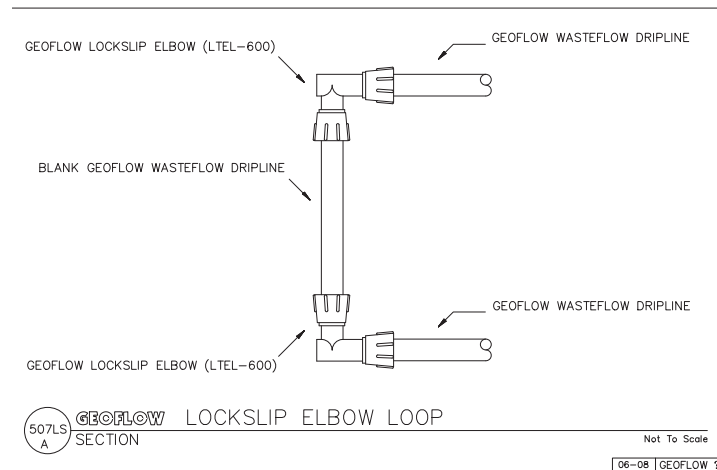 GEOFLOW LOCKSLIP ELBOW (LTEL-600)
GEOFLOW WASTEFLOW DRIPLINE
BLANK GEOFLOW WASTEFLOW DRIPLINE
GEOFLOW WASTEFLOW DRIPLINE
GEOFLOW LOCKSLIP ELBOW (LTEL-600)
507LS
A
GEOFLOW LOCKSLIP ELBOW LOOP
SECTION
Not To Scale
06-08 GEOFLOW